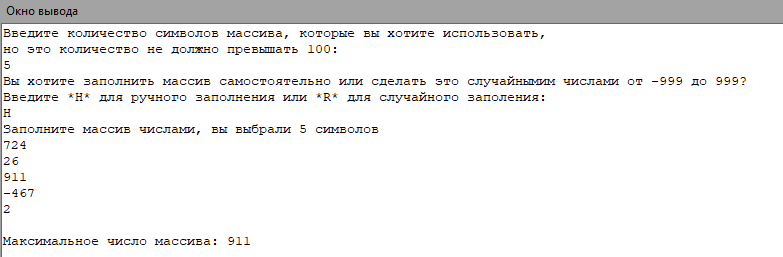 Окно вывода
Введите количество символов массива, которые вы хотите использовать,
но это количество не должно превышать 100:
5
Вы хотите заполнить массив самостоятельно или сделать это случайнымим числами от -999 до 999?
Введите *H* для ручного заполнения или *R* для случайного заполения:
H
Заполните массив числами, вы выбрали 5 символов
724
26
911
-467
2
Максимальное число массива: 911